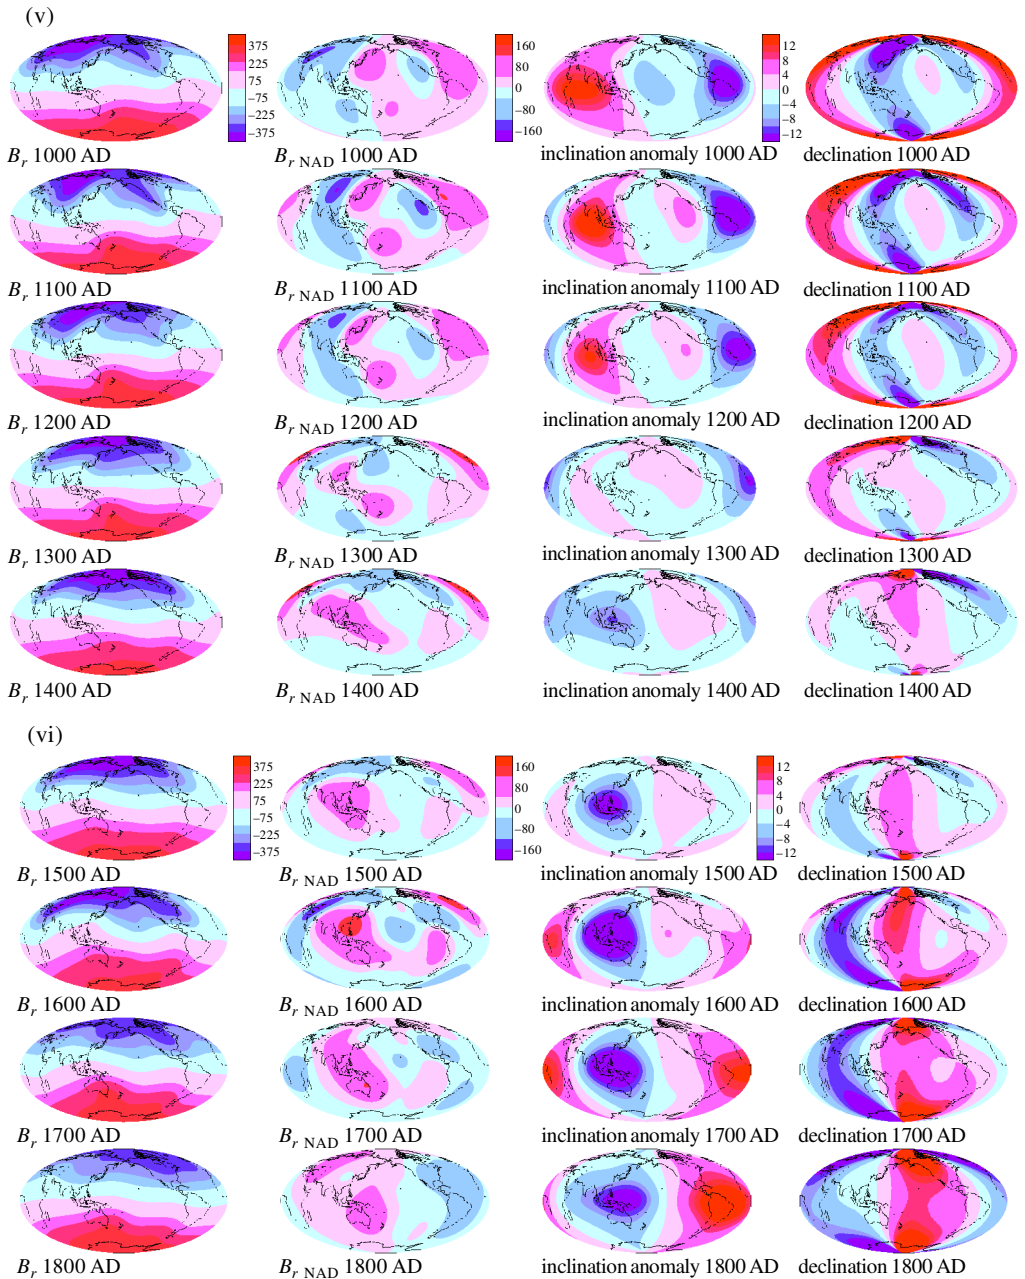 (v)
375
225
75
−75
−225
−375
160
80
0
−80
−160
12
8
4
0
−4
−8
−12
B_r 1000 AD
B_r NAD 1000 AD
inclination anomaly 1000 AD
declination 1000 AD
B_r 1100 AD
B_r NAD 1100 AD
inclination anomaly 1100 AD
declination 1100 AD
B_r 1200 AD
B_r NAD 1200 AD
inclination anomaly 1200 AD
declination 1200 AD
B_r 1300 AD
B_r NAD 1300 AD
inclination anomaly 1300 AD
declination 1300 AD
B_r 1400 AD
B_r NAD 1400 AD
inclination anomaly 1400 AD
declination 1400 AD
(vi)
375
225
75
−75
−225
−375
160
80
0
−80
−160
12
8
4
0
−4
−8
−12
B_r 1500 AD
B_r NAD 1500 AD
inclination anomaly 1500 AD
declination 1500 AD
B_r 1600 AD
B_r NAD 1600 AD
inclination anomaly 1600 AD
declination 1600 AD
B_r 1700 AD
B_r NAD 1700 AD
inclination anomaly 1700 AD
declination 1700 AD
B_r 1800 AD
B_r NAD 1800 AD
inclination anomaly 1800 AD
declination 1800 AD